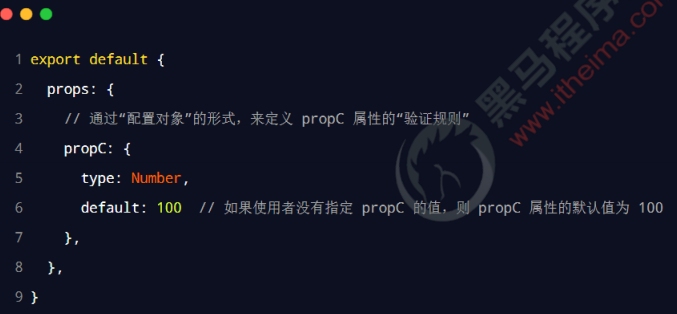 1 export default {
2 props: {
3 // 通过“配置对象”的形式，来定义 propC 属性的“验证规则”
4 propC: {
5 type: Number,
6 default: 100 // 如果使用者没有指定 propC 的值，则 propC 属性的默认值为 100
7 },
8 },
9 }
黑马程序
www.itheima.c